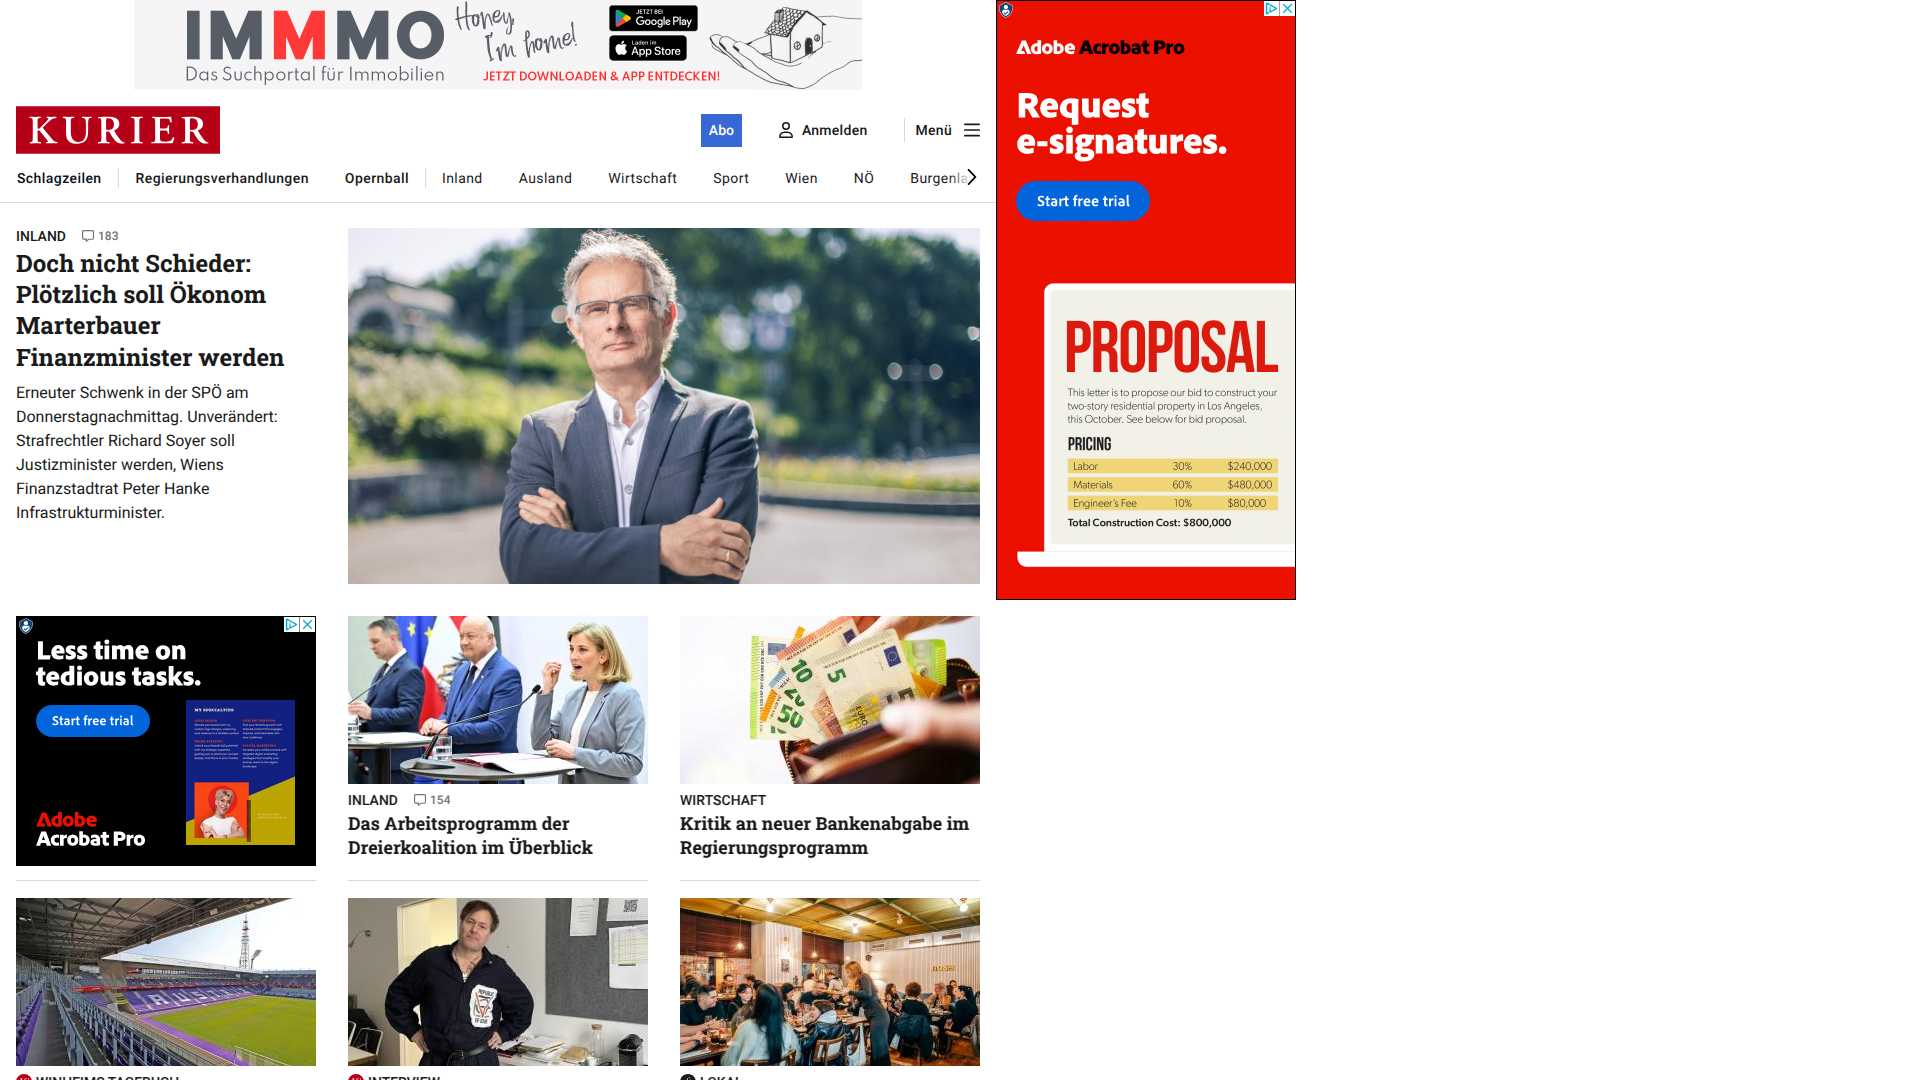 IMMMO
Das Suchportal für Immobilien
Honey, I'm home!
JETZT BEI
Google Play
Laden im
App Store
JETZT DOWNLOADEN & APP ENTDECKEN!
KURIER
Abo
Anmelden
Menü
Schlagzeilen
Regierungsverhandlungen
Opernball
Inland
Ausland
Wirtschaft
Sport
Wien
NÖ
Burgenla
INLAND
183
Doch nicht Schieder:
Plötzlich soll Ökonom
Marterbauer
Finanzminister werden
Erneuter Schwenk in der SPÖ am
Donnerstagnachmittag. Unverändert:
Strafrechtler Richard Soyer soll
Justizminister werden, Wiens
Finanzstadtrat Peter Hanke
Infrastrukturminister.
Adobe Acrobat Pro
Request
e-signatures.
Start free trial
PROPOSAL
This letter is to propose our bid to construct your
two-story residential property in Los Angeles,
this October. See below for bid proposal.
PRICING
Labor 30% $240,000
Materials 60% $480,000
Engineer's Fee 10% $80,000
Total Construction Cost: $800,000
Less time on
tedious tasks.
Start free trial
MY SPECIALTIES
Adobe
Acrobat Pro
INLAND
154
Das Arbeitsprogramm der
Dreierkoalition im Überblick
WIRTSCHAFT
Kritik an neuer Bankenabgabe im
Regierungsprogramm
WINHEIMS TAGEBUCH
INTERVIEW
LOKAL